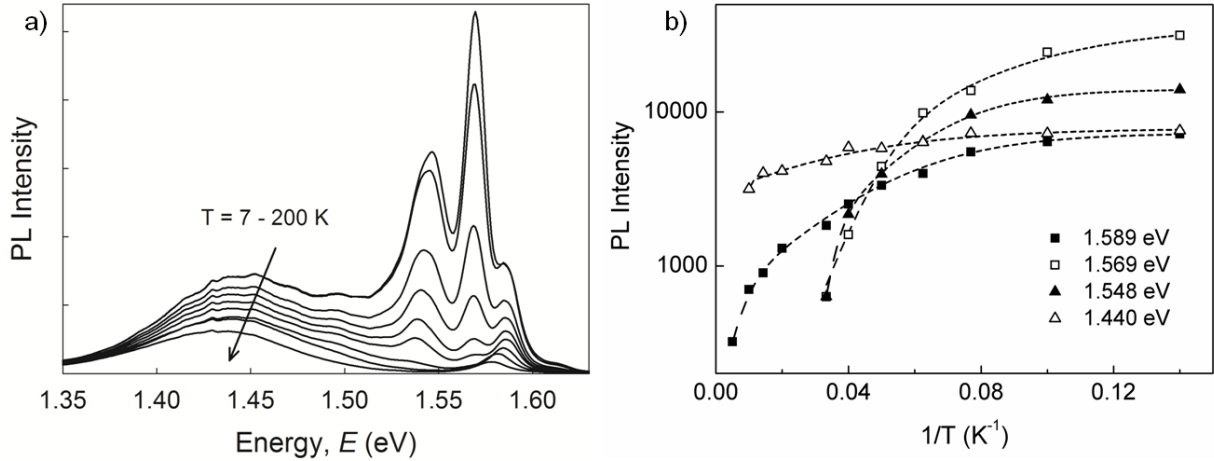 a)
PL Intensity
T = 7 - 200 K
1.35 1.40 1.45 1.50 1.55 1.60
Energy, E (eV)
b)
PL Intensity
10000
1000
1.589 eV
1.569 eV
1.548 eV
1.440 eV
0.00 0.04 0.08 0.12
1/T (K⁻¹)